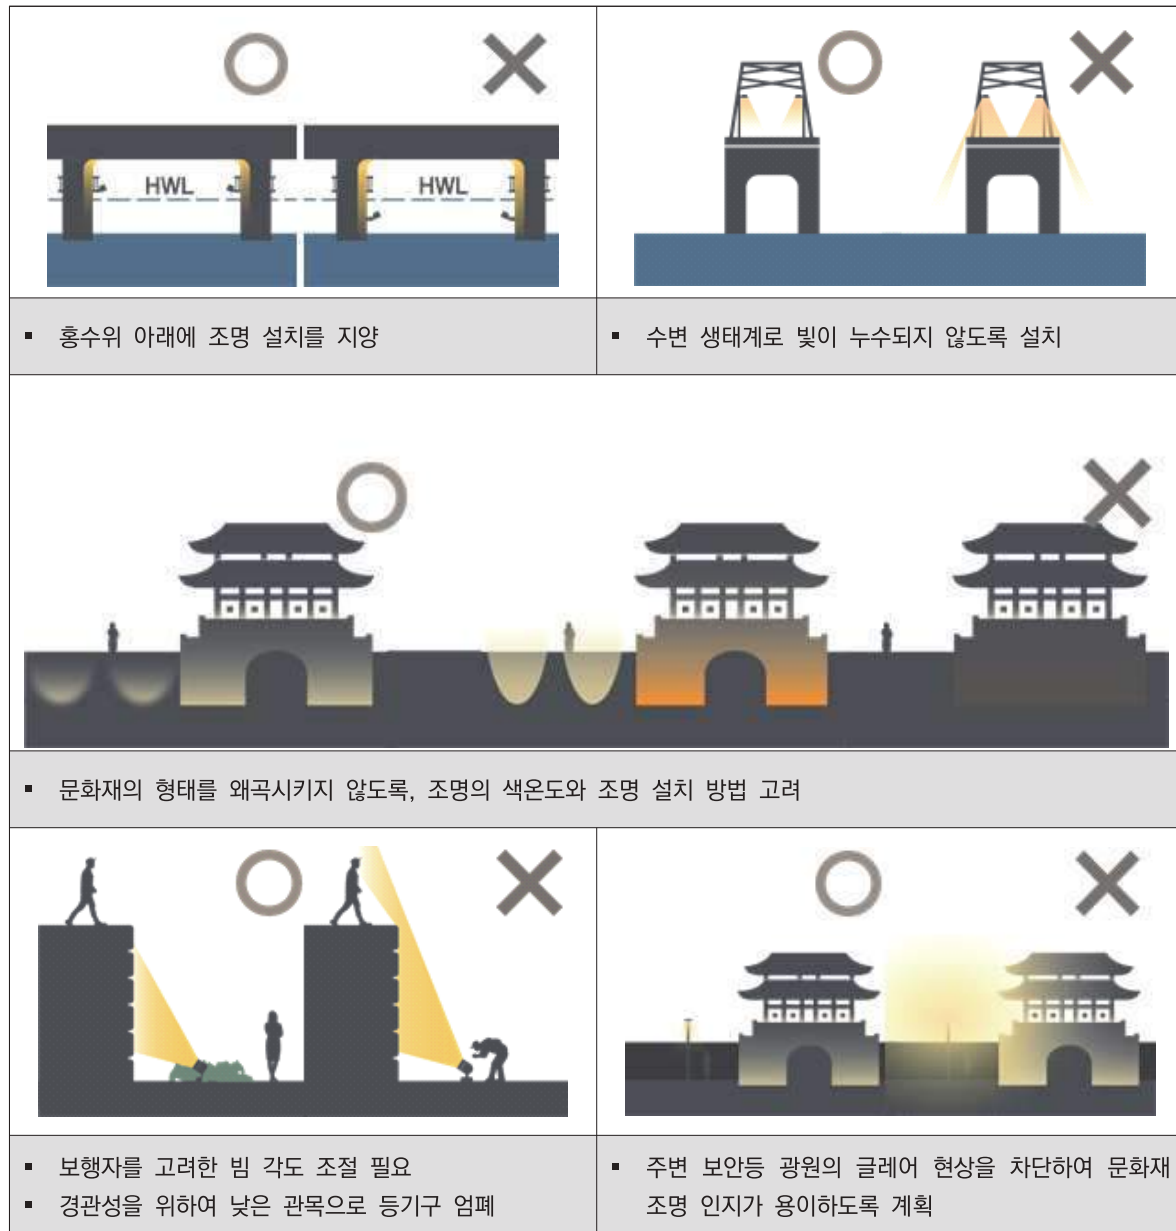 HWL
HWL
▪ 홍수위 아래에 조명 설치를 지양
▪ 수변 생태계로 빛이 누수되지 않도록 설치
▪ 문화재의 형태를 왜곡시키지 않도록, 조명의 색온도와 조명 설치 방법 고려
▪ 보행자를 고려한 빔 각도 조절 필요
▪ 경관성을 위하여 낮은 관목으로 등기구 엄폐
▪ 주변 보안등 광원의 글레어 현상을 차단하여 문화재
조명 인지가 용이하도록 계획